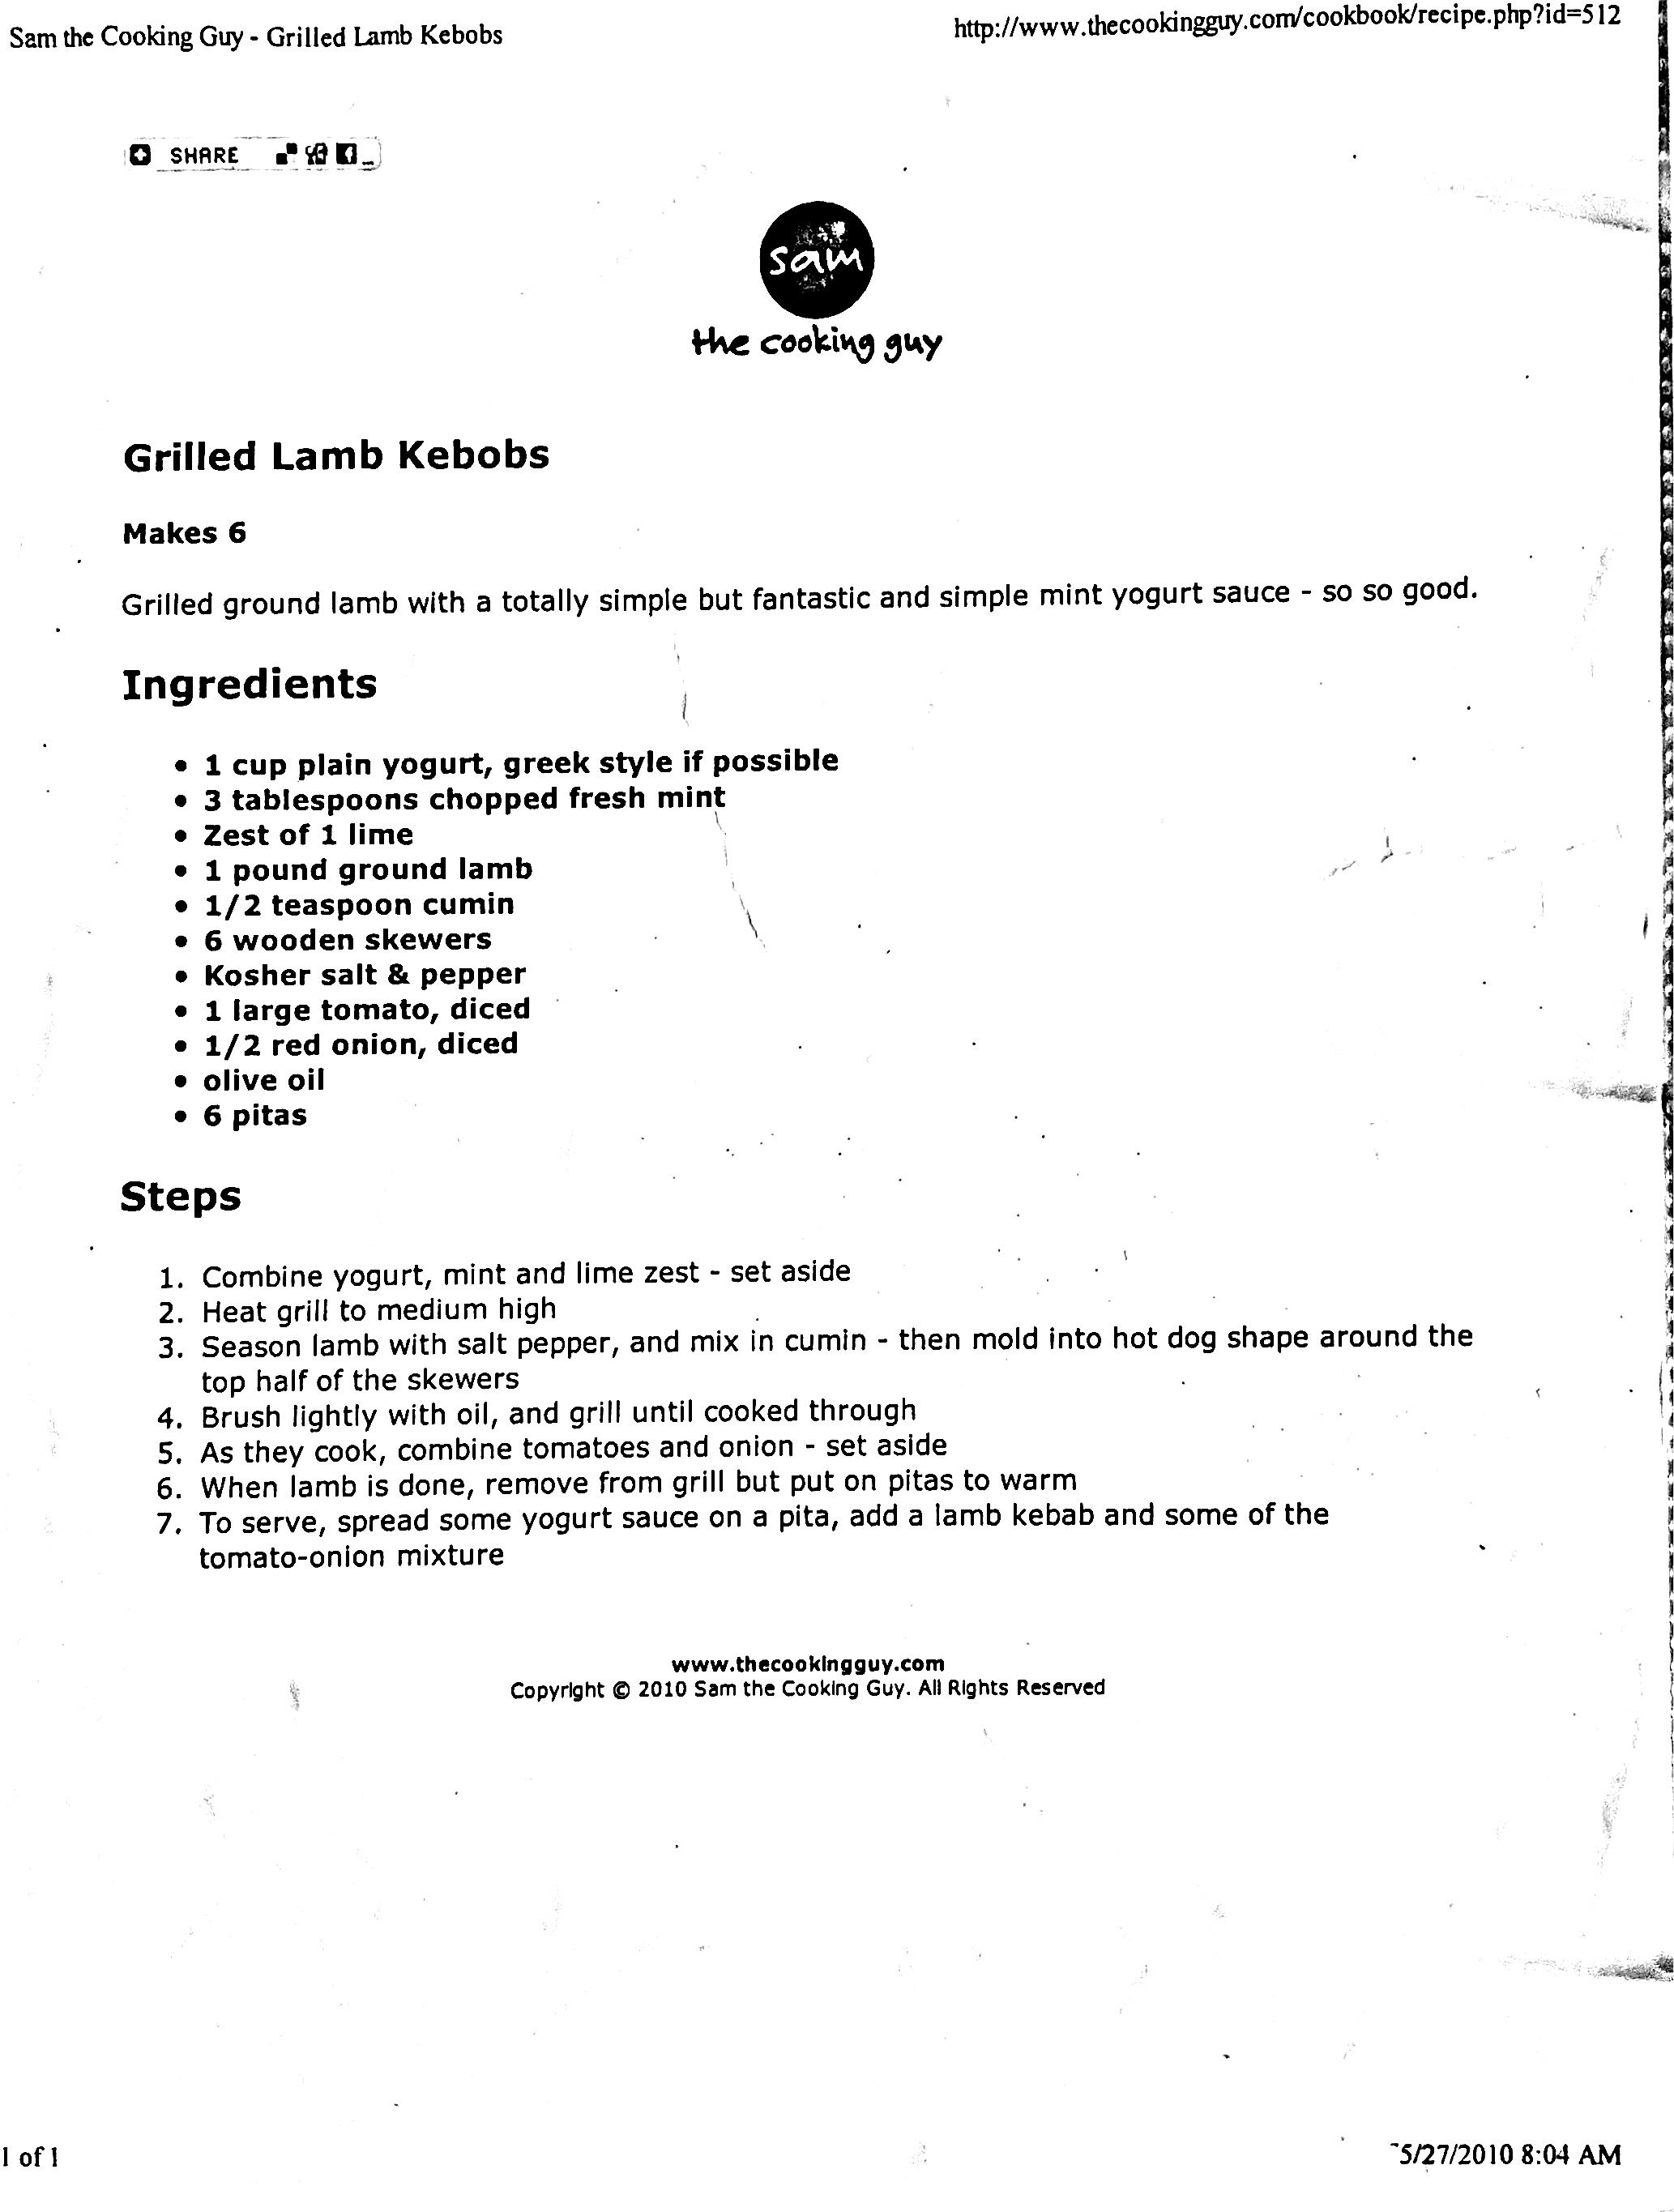 Sam the Cooking Guy - Grilled Lamb Kebobs
http://www.thecookingguy.com/cookbook/recipe.php?id=512
SHARE
sam
the cooking guy
Grilled Lamb Kebobs
Makes 6
Grilled ground lamb with a totally simple but fantastic and simple mint yogurt sauce - so so good.
Ingredients
• 1 cup plain yogurt, greek style if possible
• 3 tablespoons chopped fresh mint
• Zest of 1 lime
• 1 pound ground lamb
• 1/2 teaspoon cumin
• 6 wooden skewers
• Kosher salt & pepper
• 1 large tomato, diced
• 1/2 red onion, diced
• olive oil
• 6 pitas
Steps
1. Combine yogurt, mint and lime zest - set aside
2. Heat grill to medium high
3. Season lamb with salt pepper, and mix in cumin - then mold into hot dog shape around the
top half of the skewers
4. Brush lightly with oil, and grill until cooked through
5. As they cook, combine tomatoes and onion - set aside
6. When lamb is done, remove from grill but put on pitas to warm
7. To serve, spread some yogurt sauce on a pita, add a lamb kebab and some of the
tomato-onion mixture
www.thecookingguy.com
Copyright © 2010 Sam the Cooking Guy. All Rights Reserved
1 of 1
5/27/2010 8:04 AM